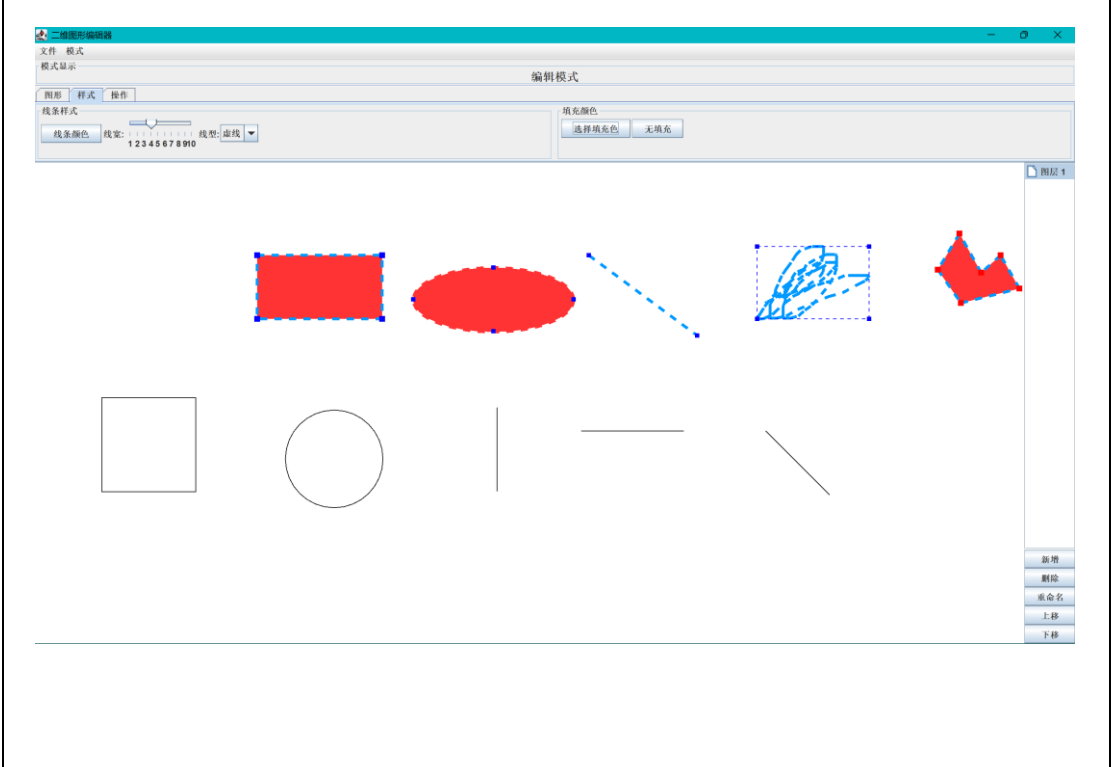 二维图形编辑器
文件 模式
模式显示
编辑模式
图形 样式 操作
线条样式
线条颜色 线宽: 线型: 虚线
1 2 3 4 5 6 7 8 9 10
填充颜色
选择填充色 无填充
图层 1
新增
删除
重命名
上移
下移